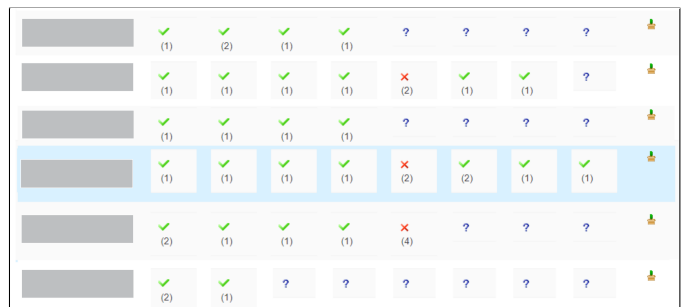 ? ? ? ?
(1) (2) (1) (1)
?
(1) (1) (1) (1) (2) (1) (1)
? ? ? ?
(1) (1) (1) (1)
(1) (1) (1) (1) (2) (2) (1) (1)
? ? ?
(2) (1) (1) (1) (4)
? ? ? ? ? ?
(2) (1)